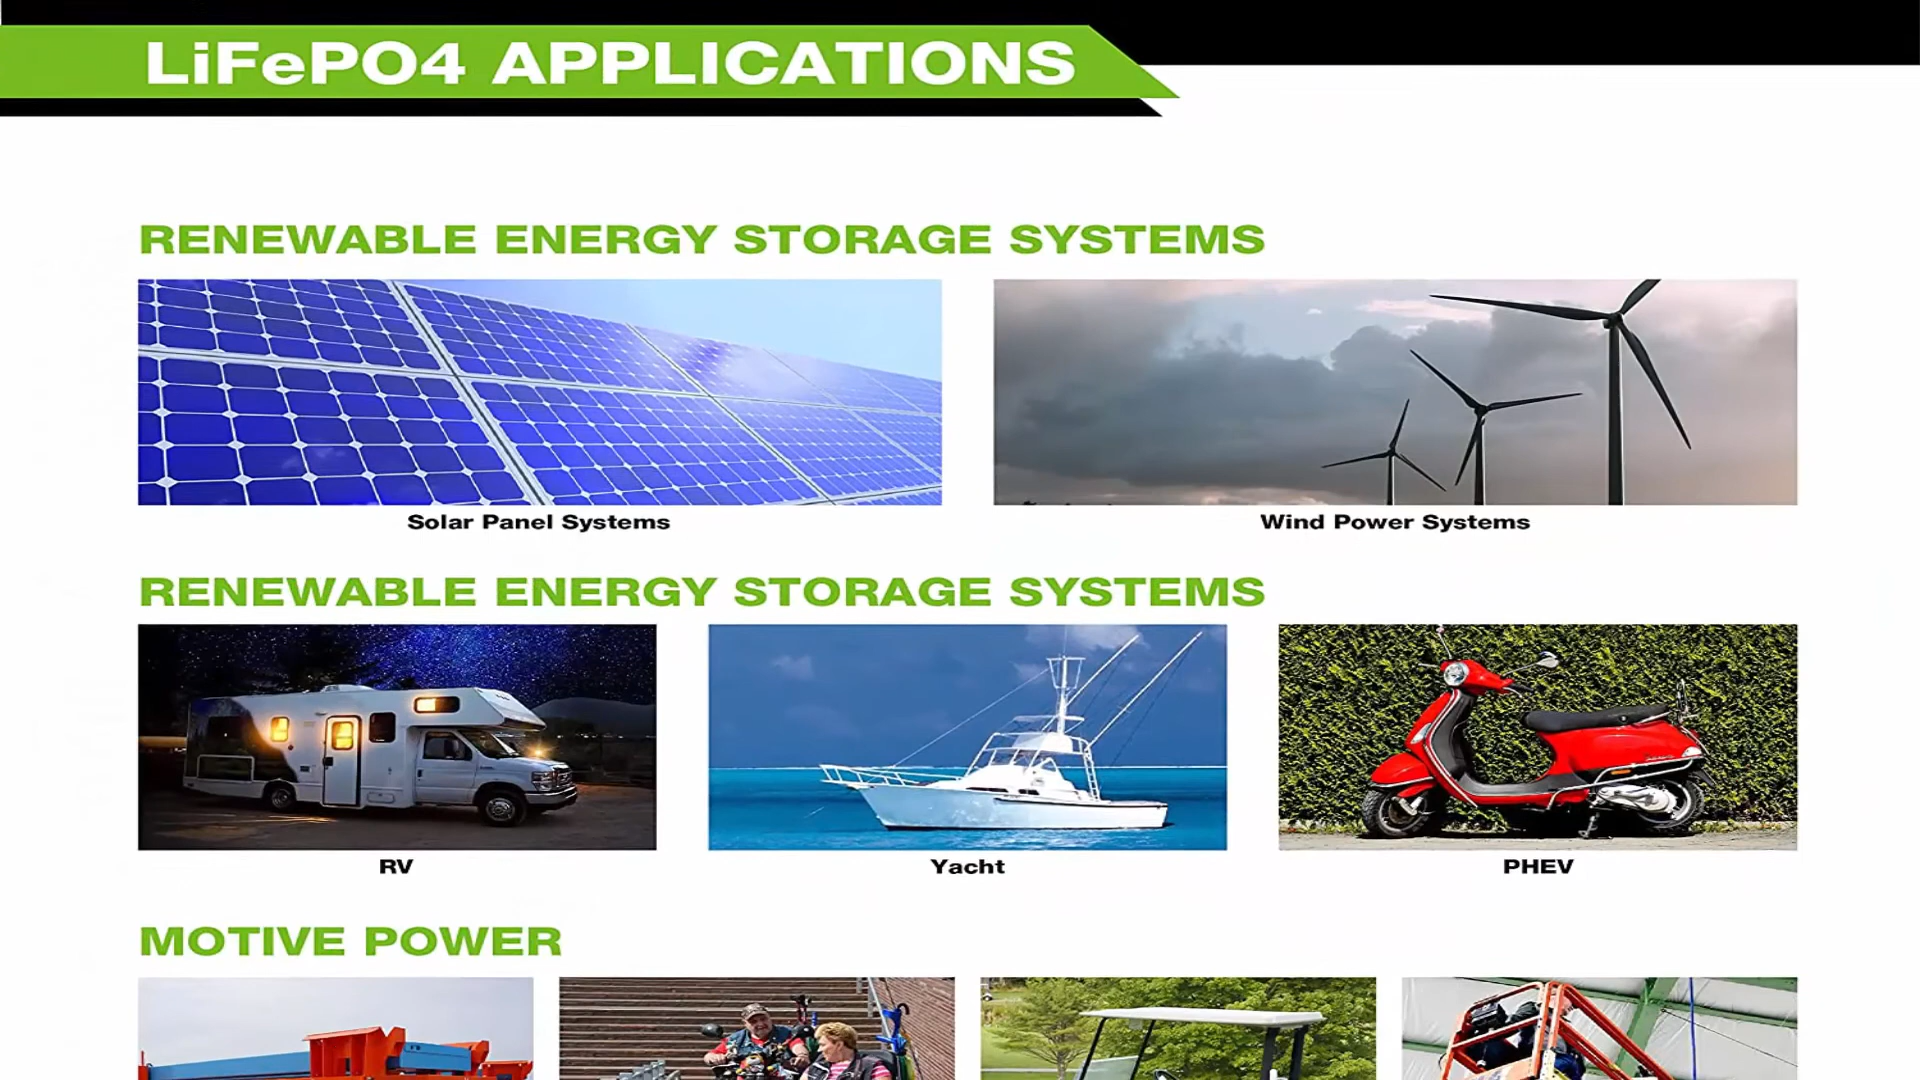 LiFePO4 APPLICATIONS
RENEWABLE ENERGY STORAGE SYSTEMS
Solar Panel Systems
Wind Power Systems
RENEWABLE ENERGY STORAGE SYSTEMS
RV
Yacht
PHEV
MOTIVE POWER